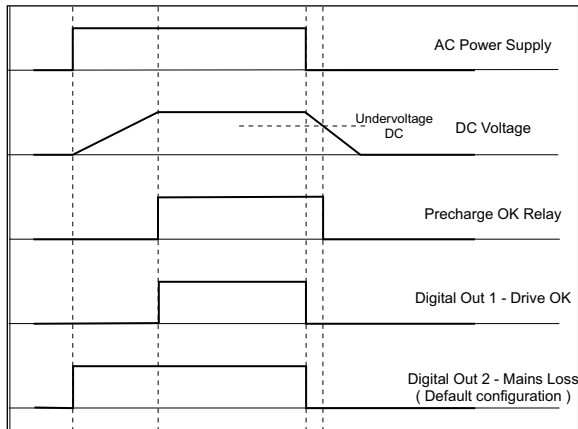 AC Power Supply
Undervoltage
DC
DC Voltage
Precharge OK Relay
Digital Out 1 - Drive OK
Digital Out 2 - Mains Loss
( Default configuration )